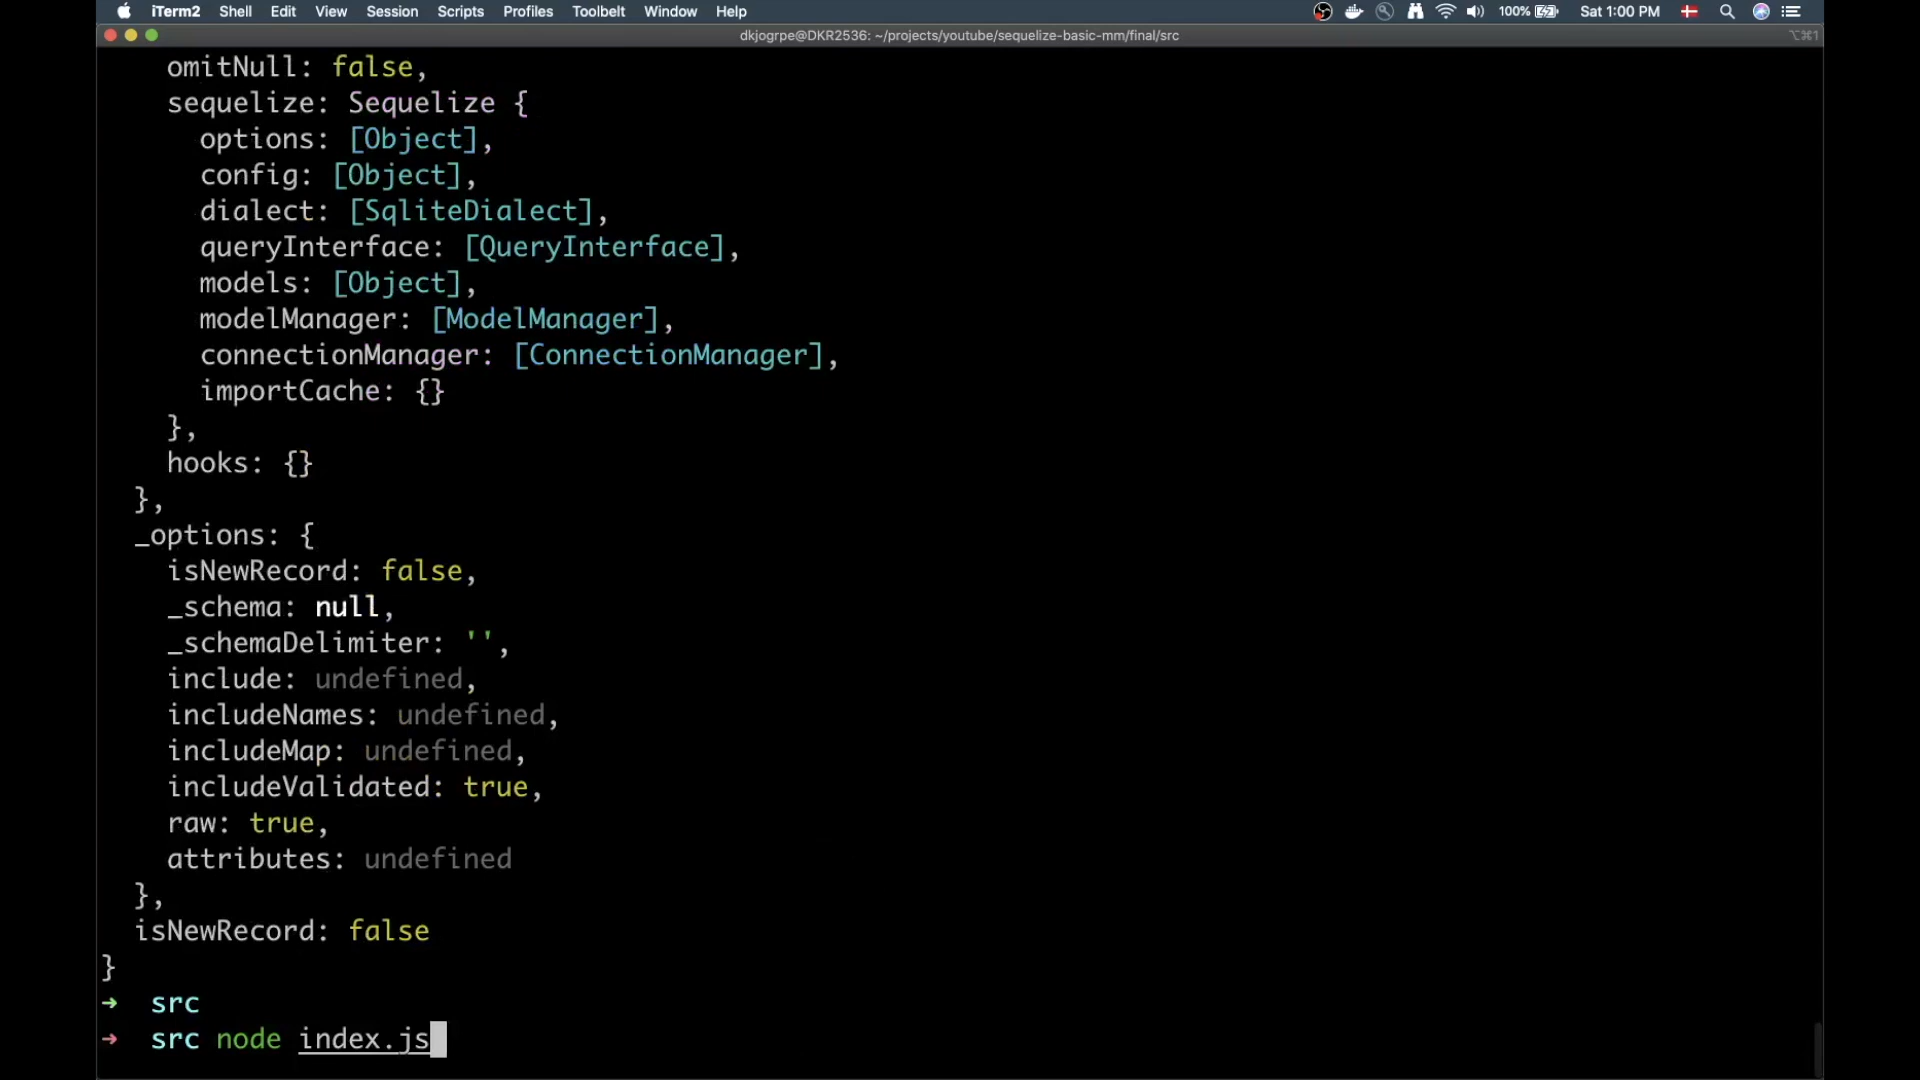 iTerm2 Shell Edit View Session Scripts Profiles Toolbelt Window Help 100% Sat 1:00 PM
dkjogrpe@DKR2536: ~/projects/youtube/sequelize-basic-mm/final/src ⌥⌘1
omitNull: false,
sequelize: Sequelize {
options: [Object],
config: [Object],
dialect: [SqliteDialect],
queryInterface: [QueryInterface],
models: [Object],
modelManager: [ModelManager],
connectionManager: [ConnectionManager],
importCache: {}
},
hooks: {}
},
_options: {
isNewRecord: false,
_schema: null,
_schemaDelimiter: '',
include: undefined,
includeNames: undefined,
includeMap: undefined,
includeValidated: true,
raw: true,
attributes: undefined
},
isNewRecord: false
}
➜ src
➜ src node index.js